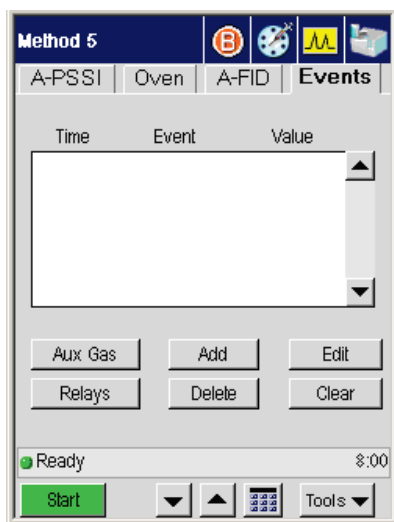 Method 5 B
A-PSSI Oven A-FID Events
Time Event Value
Aux Gas Add Edit
Relays Delete Clear
Ready 8:00
Start Tools